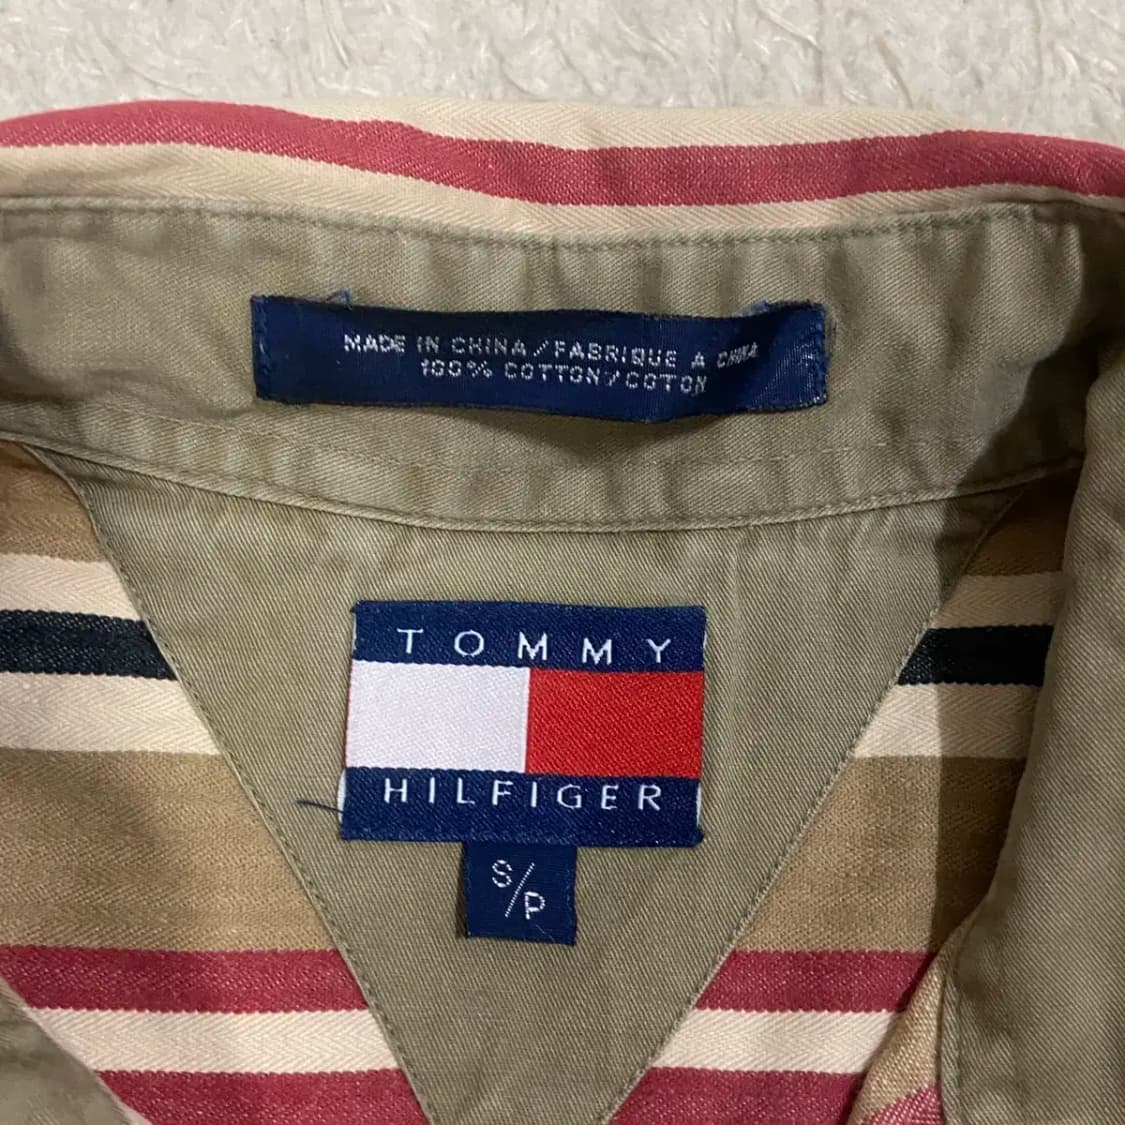 MADE IN CHINA/FABRIQUE A CHINA
100% COTTON/COTON
TOMMY
HILFIGER
S/P